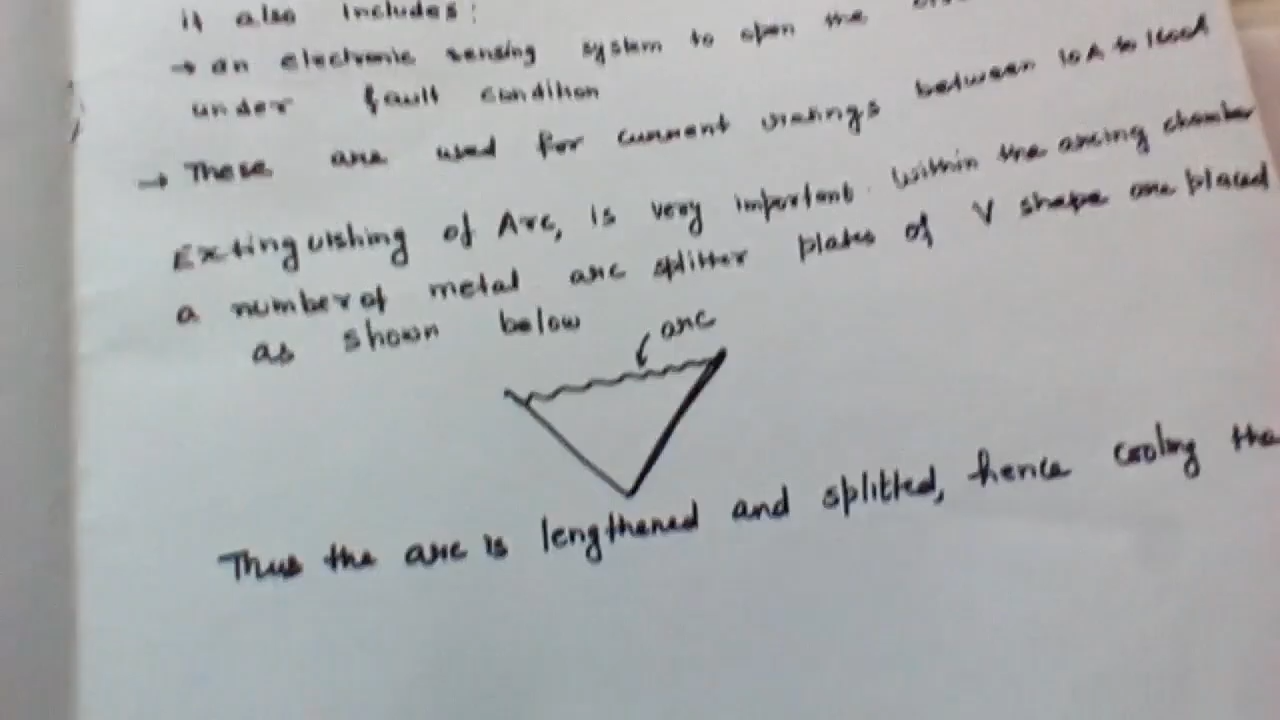 it also includes:
→ an electronic sensing system to open the
under fault condition
→ These are used for current ratings between 10A to 1600A
Extinguishing of Arc, is very important. Within the arcing chamber
a number of metal arc splitter plates of V shape are placed
as shown below
arc
Thus the arc is lengthened and splitted, hence cooling the